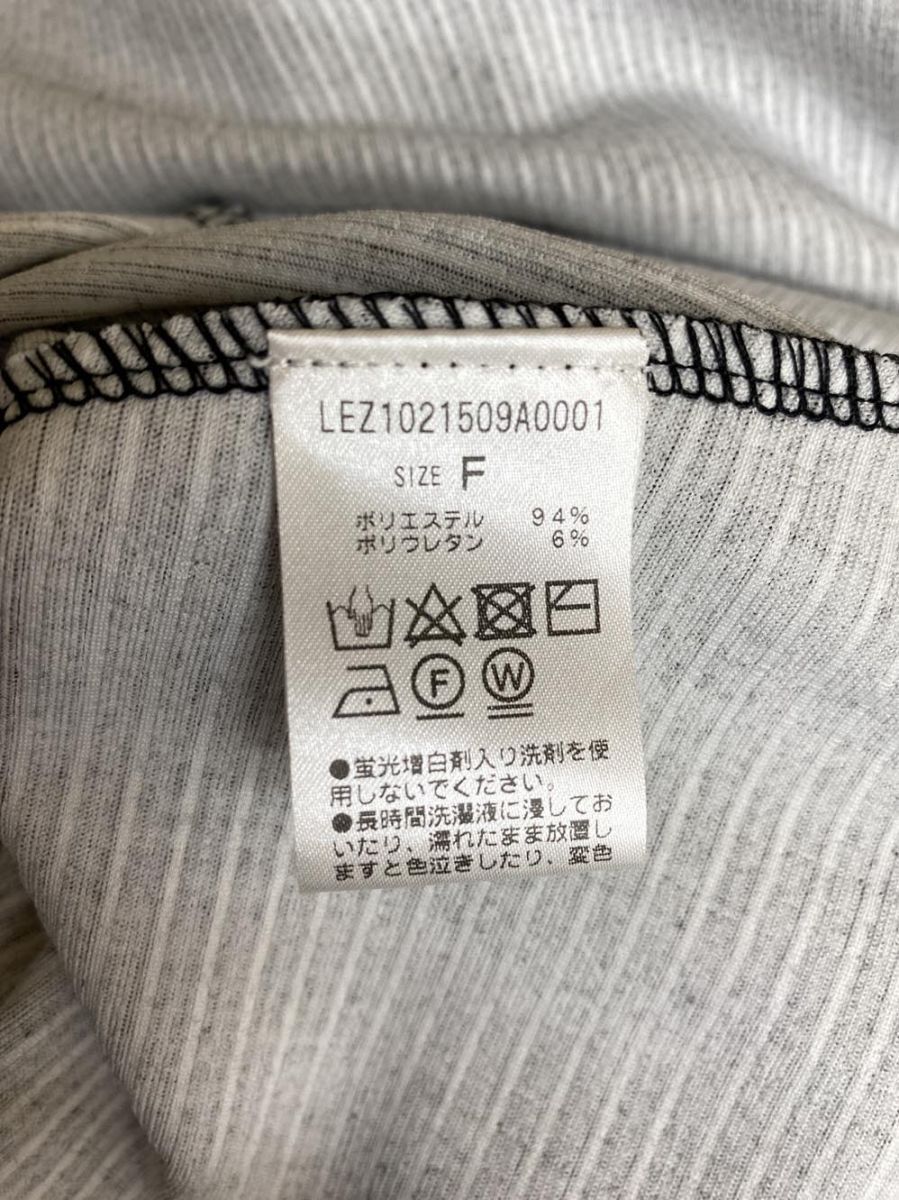 LEZ1021509A0001
SIZE F
ポリエステル 94%
ポリウレタン 6%
F W
●蛍光増白剤入り洗剤を使
用しないでください。
●長時間洗濯液に浸してお
いたり、濡れたまま放置し
ますと色泣きしたり、変色